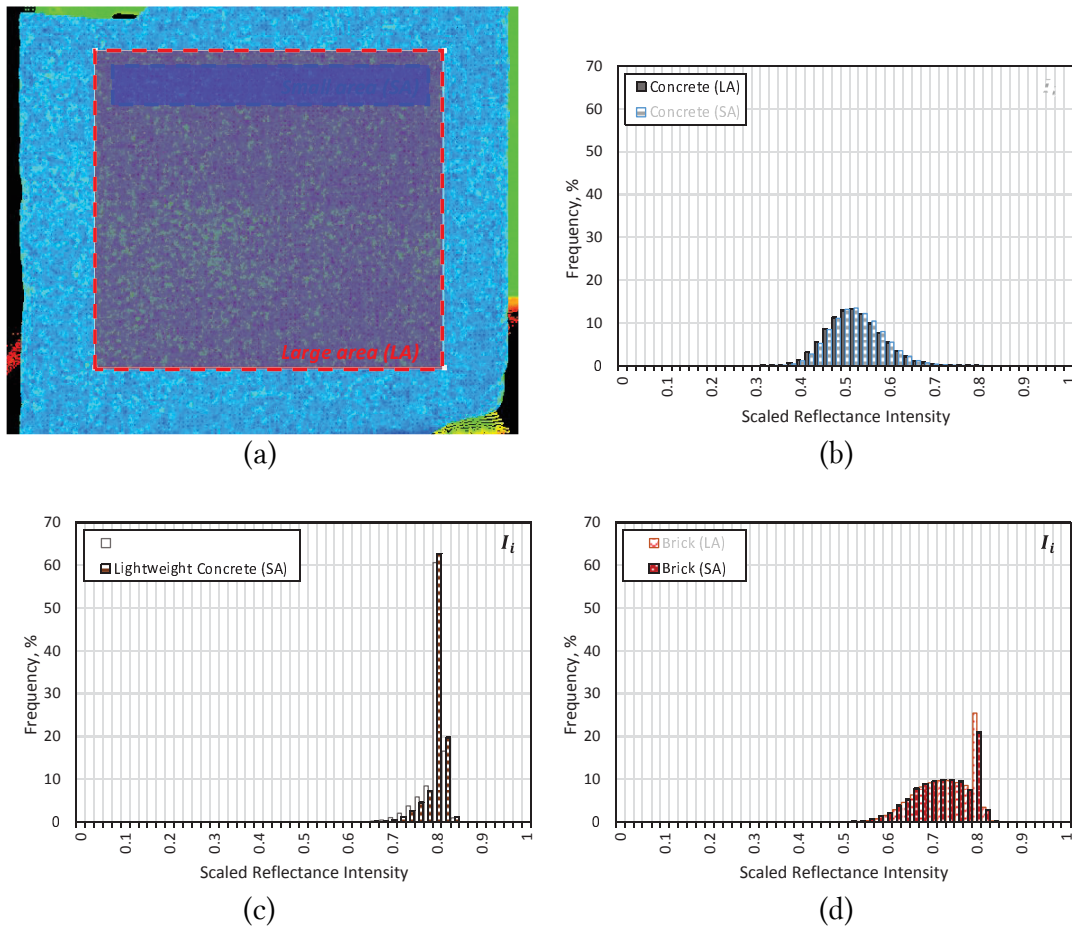 Large area (LA)
(a)
Concrete (LA)
Concrete (SA)
Frequency, %
70
60
50
40
30
20
10
0
0 0.1 0.2 0.3 0.4 0.5 0.6 0.7 0.8 0.9 1
Scaled Reflectance Intensity
(b)
Lightweight Concrete (SA)
I_i
Frequency, %
70
60
50
40
30
20
10
0
0 0.1 0.2 0.3 0.4 0.5 0.6 0.7 0.8 0.9 1
Scaled Reflectance Intensity
(c)
Brick (LA)
Brick (SA)
I_i
Frequency, %
70
60
50
40
30
20
10
0
0 0.1 0.2 0.3 0.4 0.5 0.6 0.7 0.8 0.9 1
Scaled Reflectance Intensity
(d)